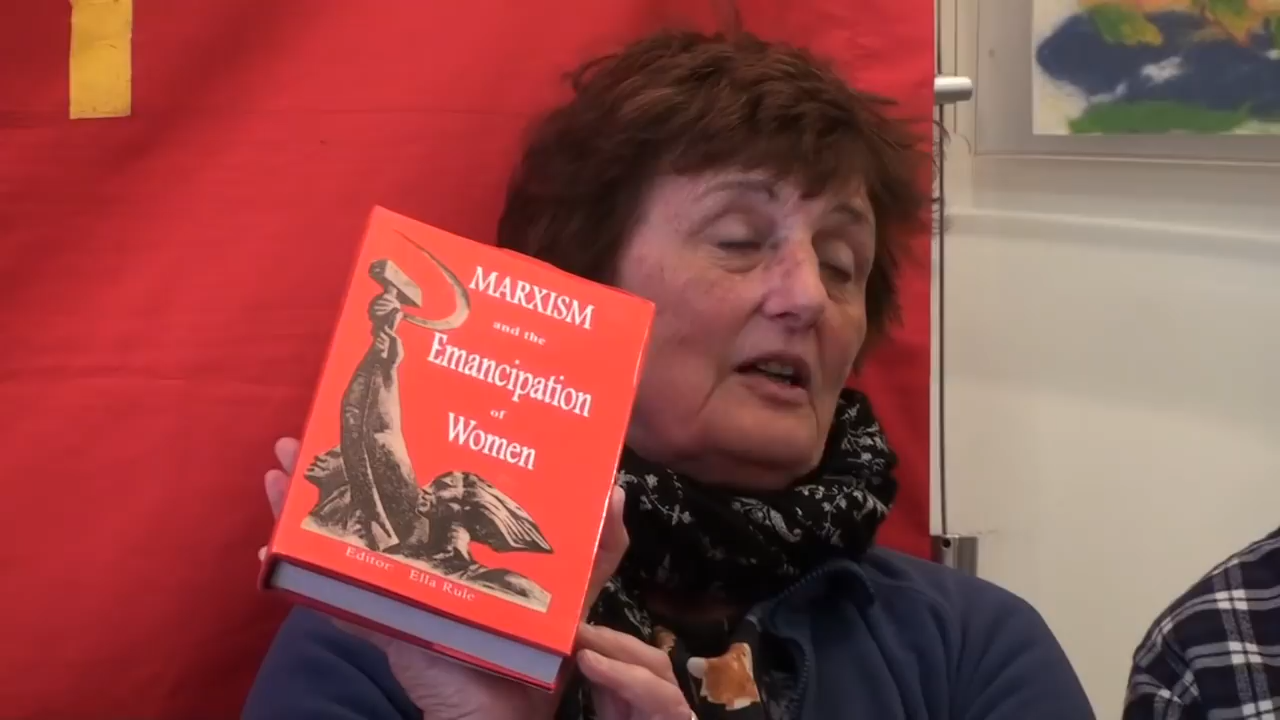 MARXISM
and the
Emancipation
of
Women
Editor: Ella Rule